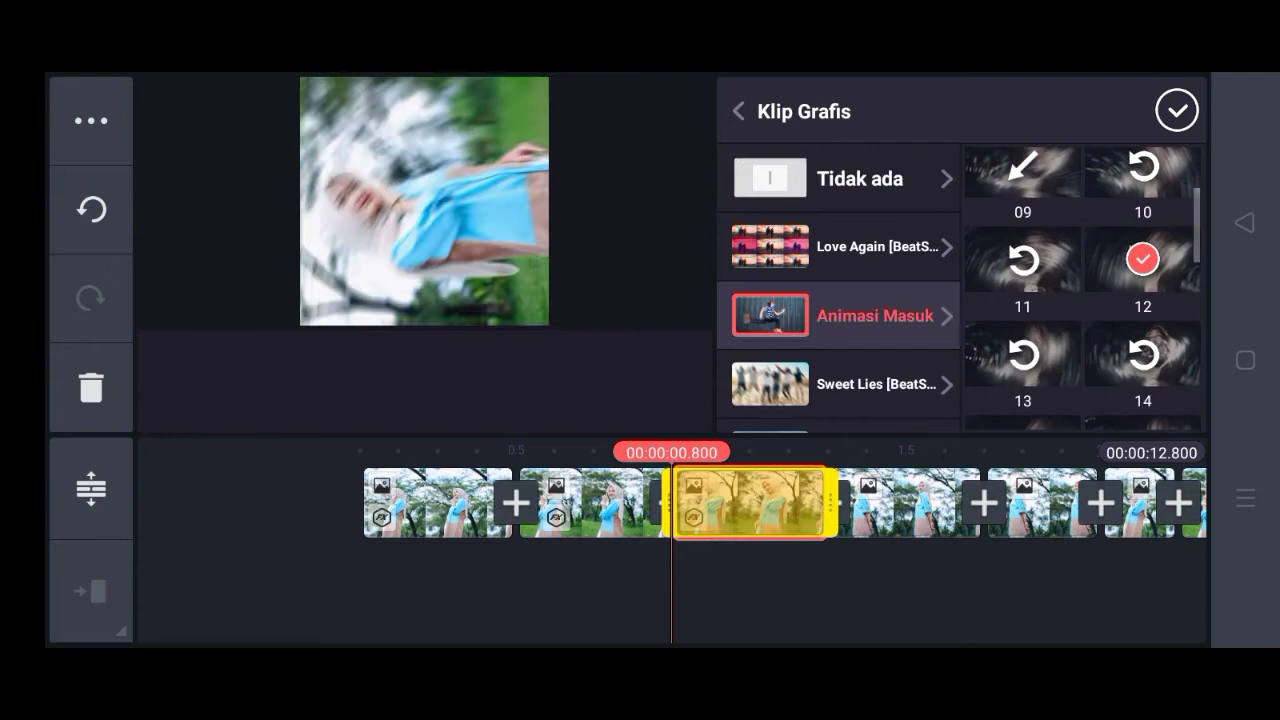 Klip Grafis
Tidak ada
Love Again [BeatS...
Animasi Masuk
Sweet Lies [BeatS...
09
10
11
12
13
14
0.5
00:00:00.800
1.5
00:00:12.800